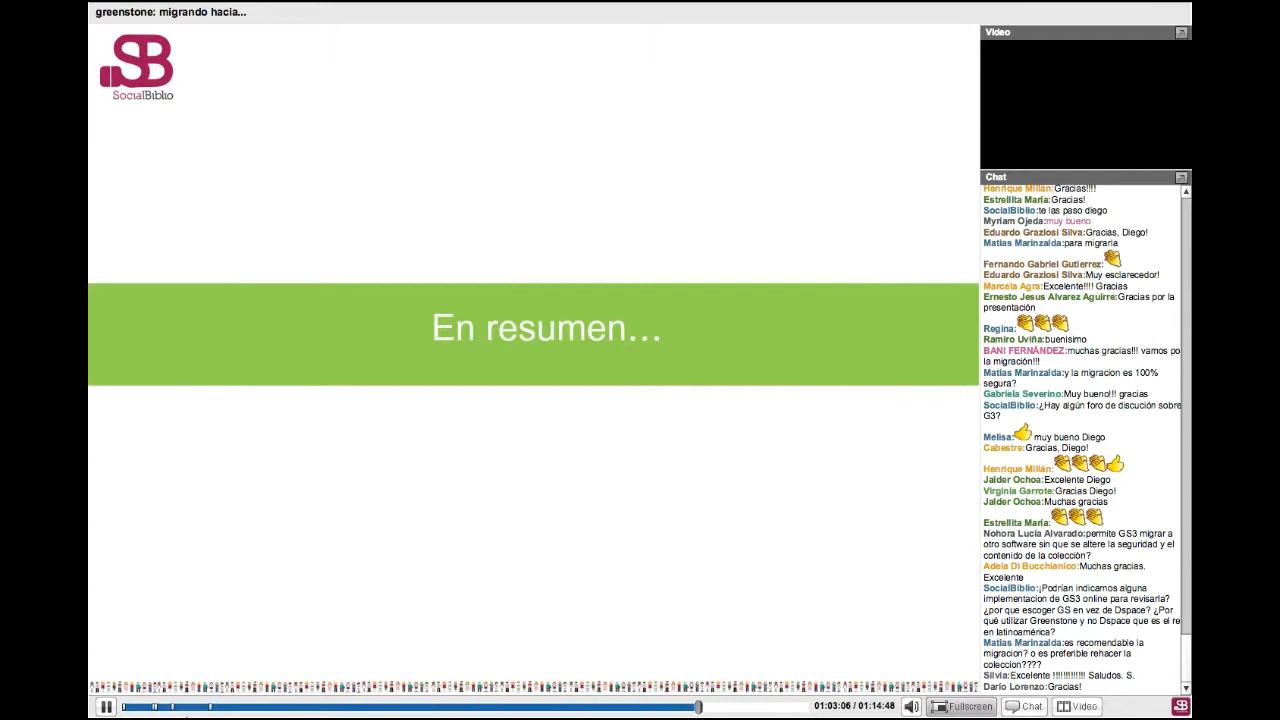 greenstone: migrando hacia...
SB
SocialBiblio
En resumen...
Video
Chat
Henrique Millán:Gracias!!!!
Estrellita María:Gracias!
SocialBiblio:te las paso diego
Myriam Ojeda:muy bueno
Eduardo Graziosi Silva:Gracias, Diego!
Matias Marinzalda:para migrarla
Fernando Gabriel Gutierrez:
Eduardo Graziosi Silva:Muy esclarecedor!
Marcela Agra:Excelente!!!! Gracias
Ernesto Jesus Alvarez Aguirre:Gracias por la
presentación
Regina:
Ramiro Uviña:buenisimo
BANI FERNÁNDEZ:muchas gracias!!! vamos po
la migración!!!
Matias Marinzalda:y la migracion es 100%
segura?
Gabriela Severino:Muy bueno!!! gracias
SocialBiblio:¿Hay algún foro de discución sobre
G3?
Melisa: muy bueno Diego
Cabestre:Gracias, Diego!
Henrique Millán:
Jaider Ochoa:Excelente Diego
Virginia Garrote:Gracias Diego!
Jaider Ochoa:Muchas gracias
Estrellita María:
Nohora Lucia Alvarado:permite GS3 migrar a
otro software sin que se altere la seguridad y el
contenido de la colección?
Adela Di Bucchianico:Muchas gracias.
Excelente
SocialBiblio:¡Podrían indicarnos alguna
implementacion de GS3 online para revisarla?
¿por que escoger GS en vez de Dspace? ¿Por
qué utilizar Greenstone y no Dspace que es el re
en latinoamérica?
Matias Marinzalda:es recomendable la
migracion? o es preferible rehacer la
coleccion????
Silvia:Excelente !!!!!!!!!!!!! Saludos. S.
Darío Lorenzo:Gracias!
01:03:06 / 01:14:48
Fullscreen
Chat
Video
SB